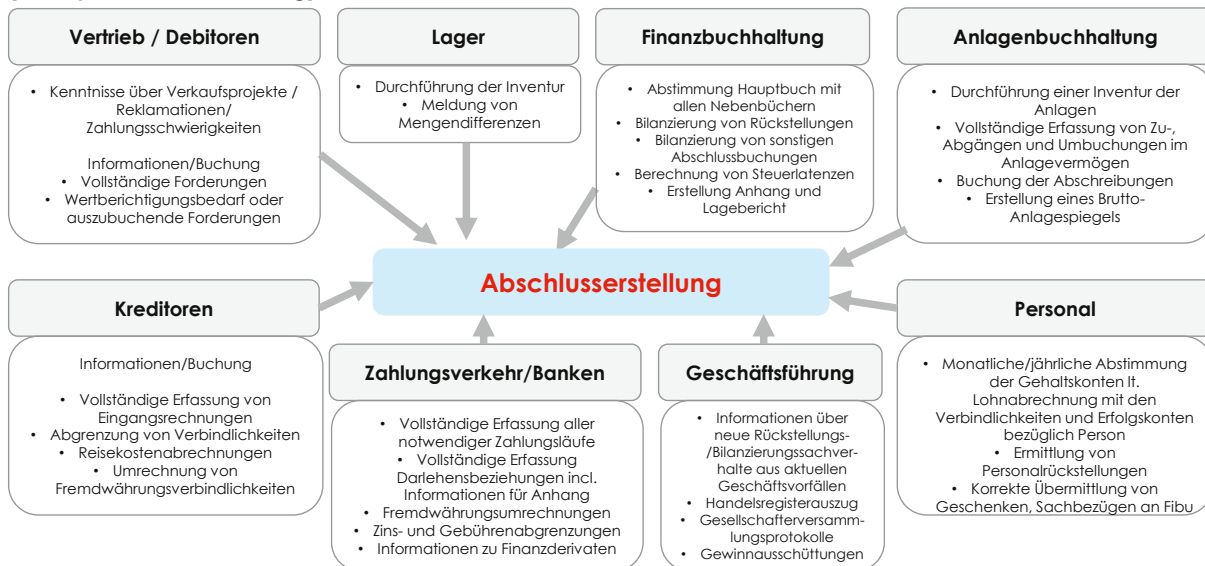 Vertrieb / Debitoren
• Kenntnisse über Verkaufsprojekte /
Reklamationen/
Zahlungsschwierigkeiten
Informationen/Buchung
• Vollständige Forderungen
• Wertberichtigungsbedarf oder
auszubuchende Forderungen
Lager
• Durchführung der Inventur
• Meldung von
Mengendifferenzen
Finanzbuchhaltung
• Abstimmung Hauptbuch mit
allen Nebenbüchern
• Bilanzierung von Rückstellungen
• Bilanzierung von sonstigen
Abschlussbuchungen
• Berechnung von Steuerlatenzen
• Erstellung Anhang und
Lagebericht
Anlagenbuchhaltung
• Durchführung einer Inventur der
Anlagen
• Vollständige Erfassung von Zu-,
Abgängen und Umbuchungen im
Anlagevermögen
• Buchung der Abschreibungen
• Erstellung eines Brutto-
Anlagespiegels
Abschlusserstellung
Kreditoren
Informationen/Buchung
• Vollständige Erfassung von
Eingangsrechnungen
• Abgrenzung von Verbindlichkeiten
• Reisekostenabrechnungen
• Umrechnung von
Fremdwährungsverbindlichkeiten
Zahlungsverkehr/Banken
• Vollständige Erfassung aller
notwendiger Zahlungsläufe
• Vollständige Erfassung
Darlehensbeziehungen incl.
Informationen für Anhang
• Fremdwährungsumrechnungen
• Zins- und Gebührenabgrenzungen
• Informationen zu Finanzderivaten
Geschäftsführung
• Informationen über
neue Rückstellungs-
/Bilanzierungssachver-
halte aus aktuellen
Geschäftsvorfällen
• Handelsregisterauszug
• Gesellschafterversamm-
lungsprotokolle
• Gewinnausschüttungen
Personal
• Monatliche/jährliche Abstimmung
der Gehaltskonten lt.
Lohnabrechnung mit den
Verbindlichkeiten und Erfolgskonten
bezüglich Person
• Ermittlung von
Personalrückstellungen
• Korrekte Übermittlung von
Geschenken, Sachbezügen an Fibu